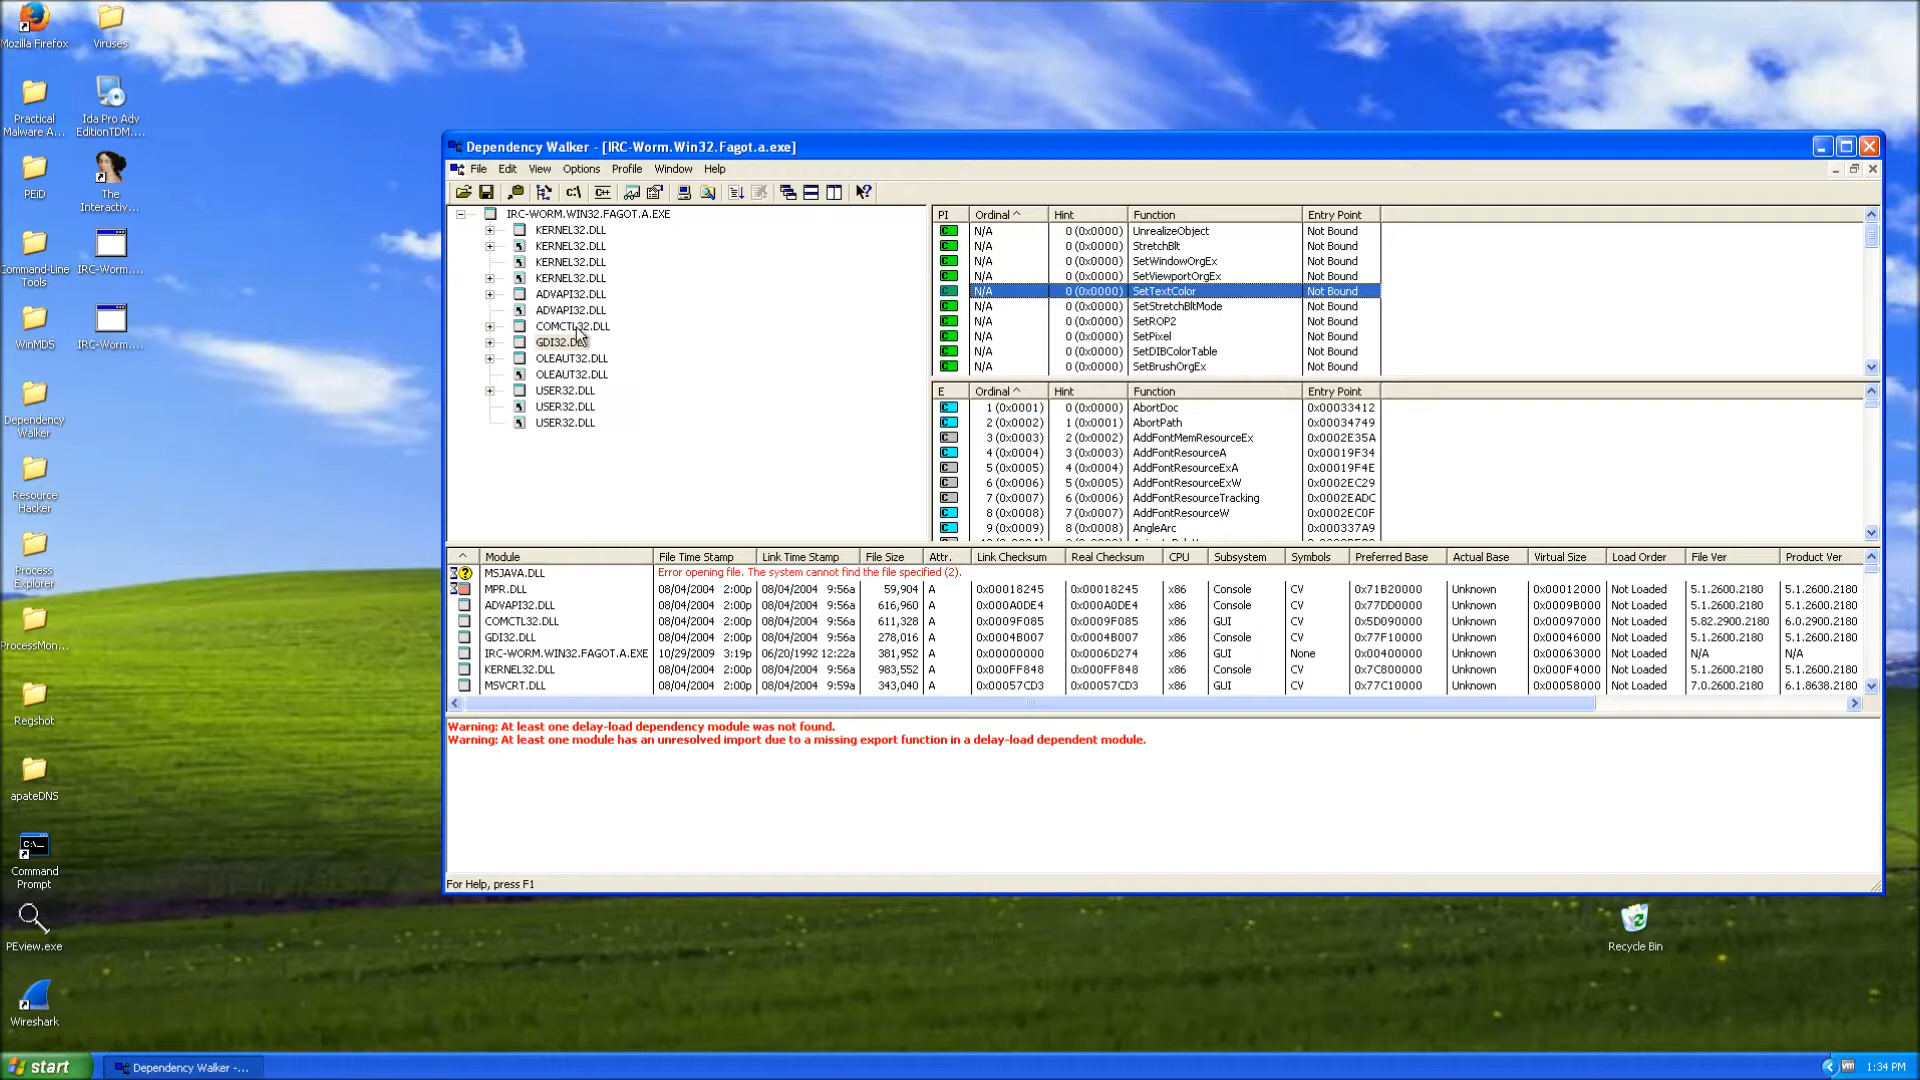 Mozilla Firefox
Viruses
Practical
Malware A...
Ida Pro Adv
EditionTDM....
PEiD
The
Interactiv...
Command-Line
Tools
IRC-Worm....
WinMD5
IRC-Worm....
Dependency
Walker
Resource
Hacker
Process
Explorer
ProcessMon...
Regshot
apateDNS
Command
Prompt
PEview.exe
Wireshark
Recycle Bin
Dependency Walker - [IRC-Worm.Win32.Fagot.a.exe]
File Edit View Options Profile Window Help
IRC-WORM.WIN32.FAGOT.A.EXE
KERNEL32.DLL
KERNEL32.DLL
KERNEL32.DLL
KERNEL32.DLL
ADVAPI32.DLL
ADVAPI32.DLL
COMCTL32.DLL
GDI32.DLL
OLEAUT32.DLL
OLEAUT32.DLL
USER32.DLL
USER32.DLL
USER32.DLL
PI Ordinal ^ Hint Function Entry Point
C N/A 0 (0x0000) UnrealizeObject Not Bound
C N/A 0 (0x0000) StretchBlt Not Bound
C N/A 0 (0x0000) SetWindowOrgEx Not Bound
C N/A 0 (0x0000) SetViewportOrgEx Not Bound
C N/A 0 (0x0000) SetTextColor Not Bound
C N/A 0 (0x0000) SetStretchBltMode Not Bound
C N/A 0 (0x0000) SetROP2 Not Bound
C N/A 0 (0x0000) SetPixel Not Bound
C N/A 0 (0x0000) SetDIBColorTable Not Bound
C N/A 0 (0x0000) SetBrushOrgEx Not Bound
E Ordinal ^ Hint Function Entry Point
C 1 (0x0001) 0 (0x0000) AbortDoc 0x00033412
C 2 (0x0002) 1 (0x0001) AbortPath 0x00034749
C 3 (0x0003) 2 (0x0002) AddFontMemResourceEx 0x0002E35A
C 4 (0x0004) 3 (0x0003) AddFontResourceA 0x00019F34
C 5 (0x0005) 4 (0x0004) AddFontResourceExA 0x00019F4E
C 6 (0x0006) 5 (0x0005) AddFontResourceExW 0x0002EC29
C 7 (0x0007) 6 (0x0006) AddFontResourceTracking 0x0002EADC
C 8 (0x0008) 7 (0x0007) AddFontResourceW 0x0002EC0F
C 9 (0x0009) 8 (0x0008) AngleArc 0x000337A9
^ Module File Time Stamp Link Time Stamp File Size Attr. Link Checksum Real Checksum CPU Subsystem Symbols Preferred Base Actual Base Virtual Size Load Order File Ver Product Ver
MSJAVA.DLL Error opening file. The system cannot find the file specified (2).
MPR.DLL 08/04/2004 2:00p 08/04/2004 9:56a 59,904 A 0x00018245 0x00018245 x86 Console CV 0x71B20000 Unknown 0x00012000 Not Loaded 5.1.2600.2180 5.1.2600.2180
ADVAPI32.DLL 08/04/2004 2:00p 08/04/2004 9:56a 616,960 A 0x000A0DE4 0x000A0DE4 x86 Console CV 0x77DD0000 Unknown 0x0009B000 Not Loaded 5.1.2600.2180 5.1.2600.2180
COMCTL32.DLL 08/04/2004 2:00p 08/04/2004 9:56a 611,328 A 0x0009F085 0x0009F085 x86 GUI CV 0x5D090000 Unknown 0x00097000 Not Loaded 5.82.2900.2180 6.0.2900.2180
GDI32.DLL 08/04/2004 2:00p 08/04/2004 9:56a 278,016 A 0x0004B007 0x0004B007 x86 Console CV 0x77F10000 Unknown 0x00046000 Not Loaded 5.1.2600.2180 5.1.2600.2180
IRC-WORM.WIN32.FAGOT.A.EXE 10/29/2009 3:19p 06/20/1992 12:22a 381,952 A 0x00000000 0x0006D274 x86 GUI None 0x00400000 Unknown 0x00063000 Not Loaded N/A N/A
KERNEL32.DLL 08/04/2004 2:00p 08/04/2004 9:56a 983,552 A 0x000FF848 0x000FF848 x86 Console CV 0x7C800000 Unknown 0x000F4000 Not Loaded 5.1.2600.2180 5.1.2600.2180
MSVCRT.DLL 08/04/2004 2:00p 08/04/2004 9:59a 343,040 A 0x00057CD3 0x00057CD3 x86 GUI CV 0x77C10000 Unknown 0x00058000 Not Loaded 7.0.2600.2180 6.1.8638.2180
Warning: At least one delay-load dependency module was not found.
Warning: At least one module has an unresolved import due to a missing export function in a delay-load dependent module.
For Help, press F1
start
Dependency Walker -...
1:34 PM